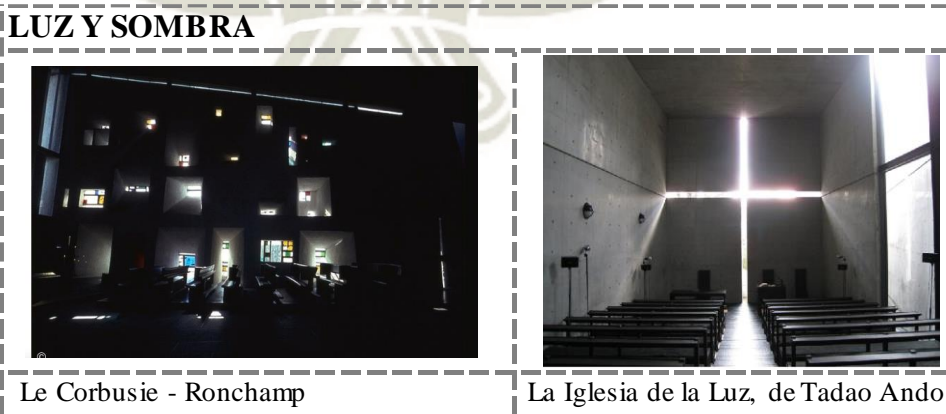 LUZ Y SOMBRA
©
Le Corbusie - Ronchamp
La Iglesia de la Luz, de Tadao Ando